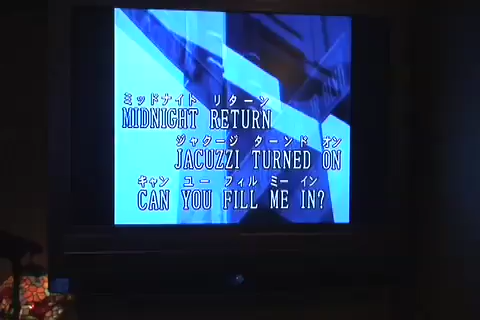 ミッドナイト リターン
MIDNIGHT RETURN
ジャクージ ターンド オン
JACUZZI TURNED ON
キャン ユー フィル ミー イン
CAN YOU FILL ME IN?